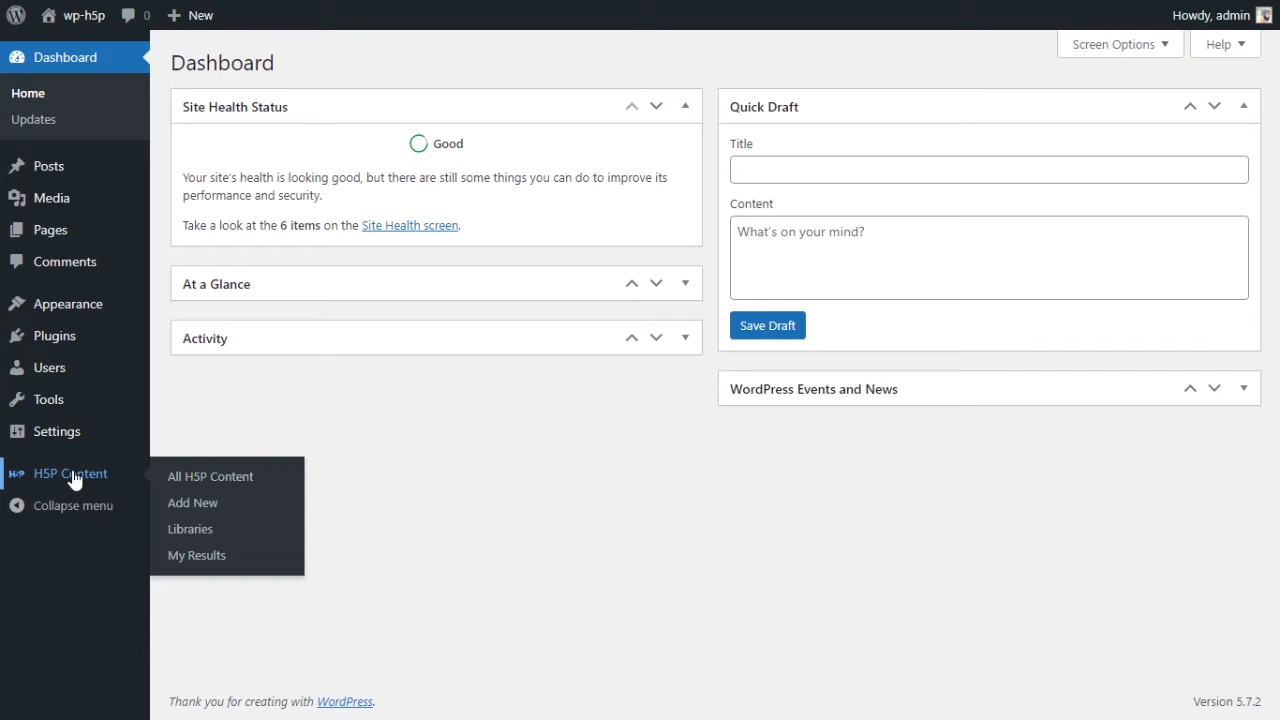 wp-h5p
0
New
Howdy, admin
Dashboard
Home
Updates
Posts
Media
Pages
Comments
Appearance
Plugins
Users
Tools
Settings
H5P
H5P Content
Collapse menu
All H5P Content
Add New
Libraries
My Results
Screen Options
Help
Dashboard
Site Health Status
Good
Your site's health is looking good, but there are still some things you can do to improve its
performance and security.
Take a look at the 6 items on the Site Health screen.
At a Glance
Activity
Quick Draft
Title
Content
What's on your mind?
Save Draft
WordPress Events and News
Thank you for creating with WordPress.
Version 5.7.2